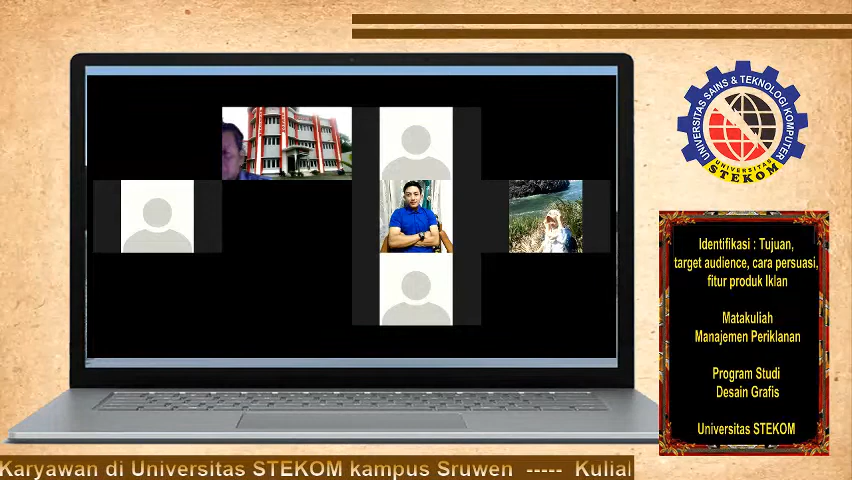 UNIVERSITAS SAINS & TEKNOLOGI KOMPUTER
UNIVERSITAS
STEKOM
Identifikasi : Tujuan,
target audience, cara persuasi,
fitur produk Iklan
Matakuliah
Manajemen Periklanan
Program Studi
Desain Grafis
Universitas STEKOM
Karyawan di Universitas STEKOM kampus Sruwen ----- Kulial